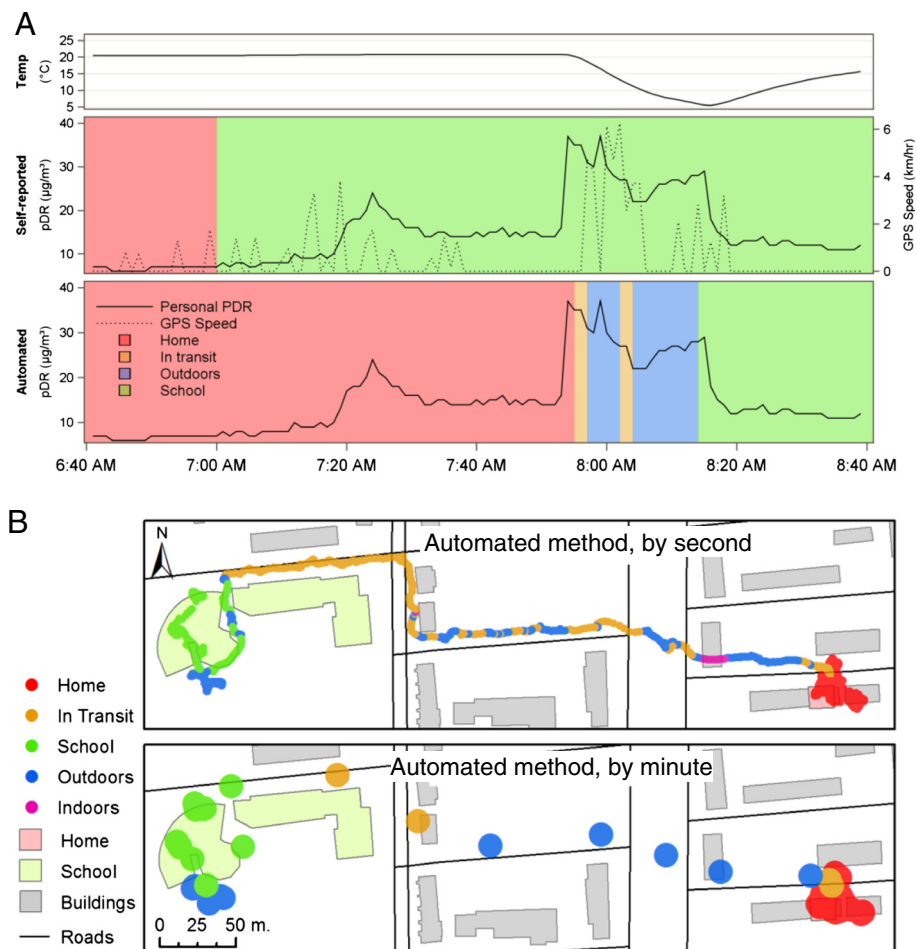 A
Temp
(°C)
25
20
15
10
5
Self-reported
pDR (µg/m³)
40
30
20
10
6
4
2
0
GPS Speed (km/hr)
Automated
pDR (µg/m³)
40
30
20
10
Personal PDR
GPS Speed
Home
In transit
Outdoors
School
6:40 AM 7:00 AM 7:20 AM 7:40 AM 8:00 AM 8:20 AM 8:40 AM
B
N
Automated method, by second
Home
In Transit
School
Outdoors
Indoors
Home
School
Buildings
Roads
Automated method, by minute
0 25 50 m.